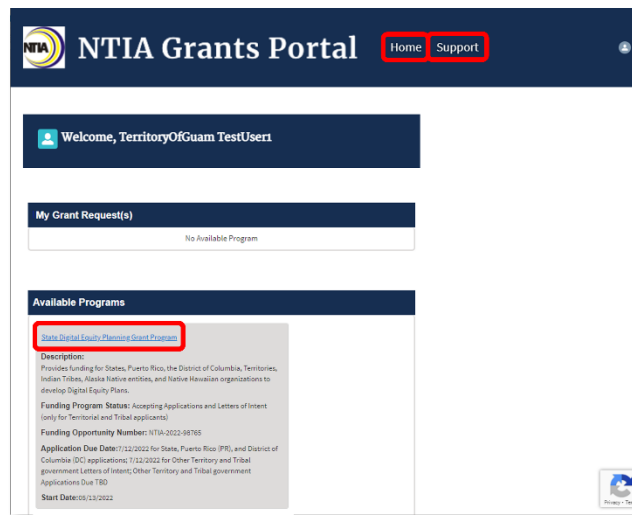 NTIA
NTIA Grants Portal
Home
Support
Welcome, TerritoryOfGuam TestUser1
My Grant Request(s)
No Available Program
Available Programs
State Digital Equity Planning Grant Program
Description:
Provides funding for States, Puerto Rico, the District of Columbia, Territories,
Indian Tribes, Alaska Native entities, and Native Hawaiian organizations to
develop Digital Equity Plans.
Funding Program Status: Accepting Applications and Letters of Intent
(only for Territorial and Tribal applicants)
Funding Opportunity Number: NTIA-2022-98765
Application Due Date:7/12/2022 for State, Puerto Rico (PR), and District of
Columbia (DC) applications; 7/12/2022 for Other Territory and Tribal
government Letters of Intent; Other Territory and Tribal government
Applications Due TBD
Start Date:05/13/2022
Privacy -